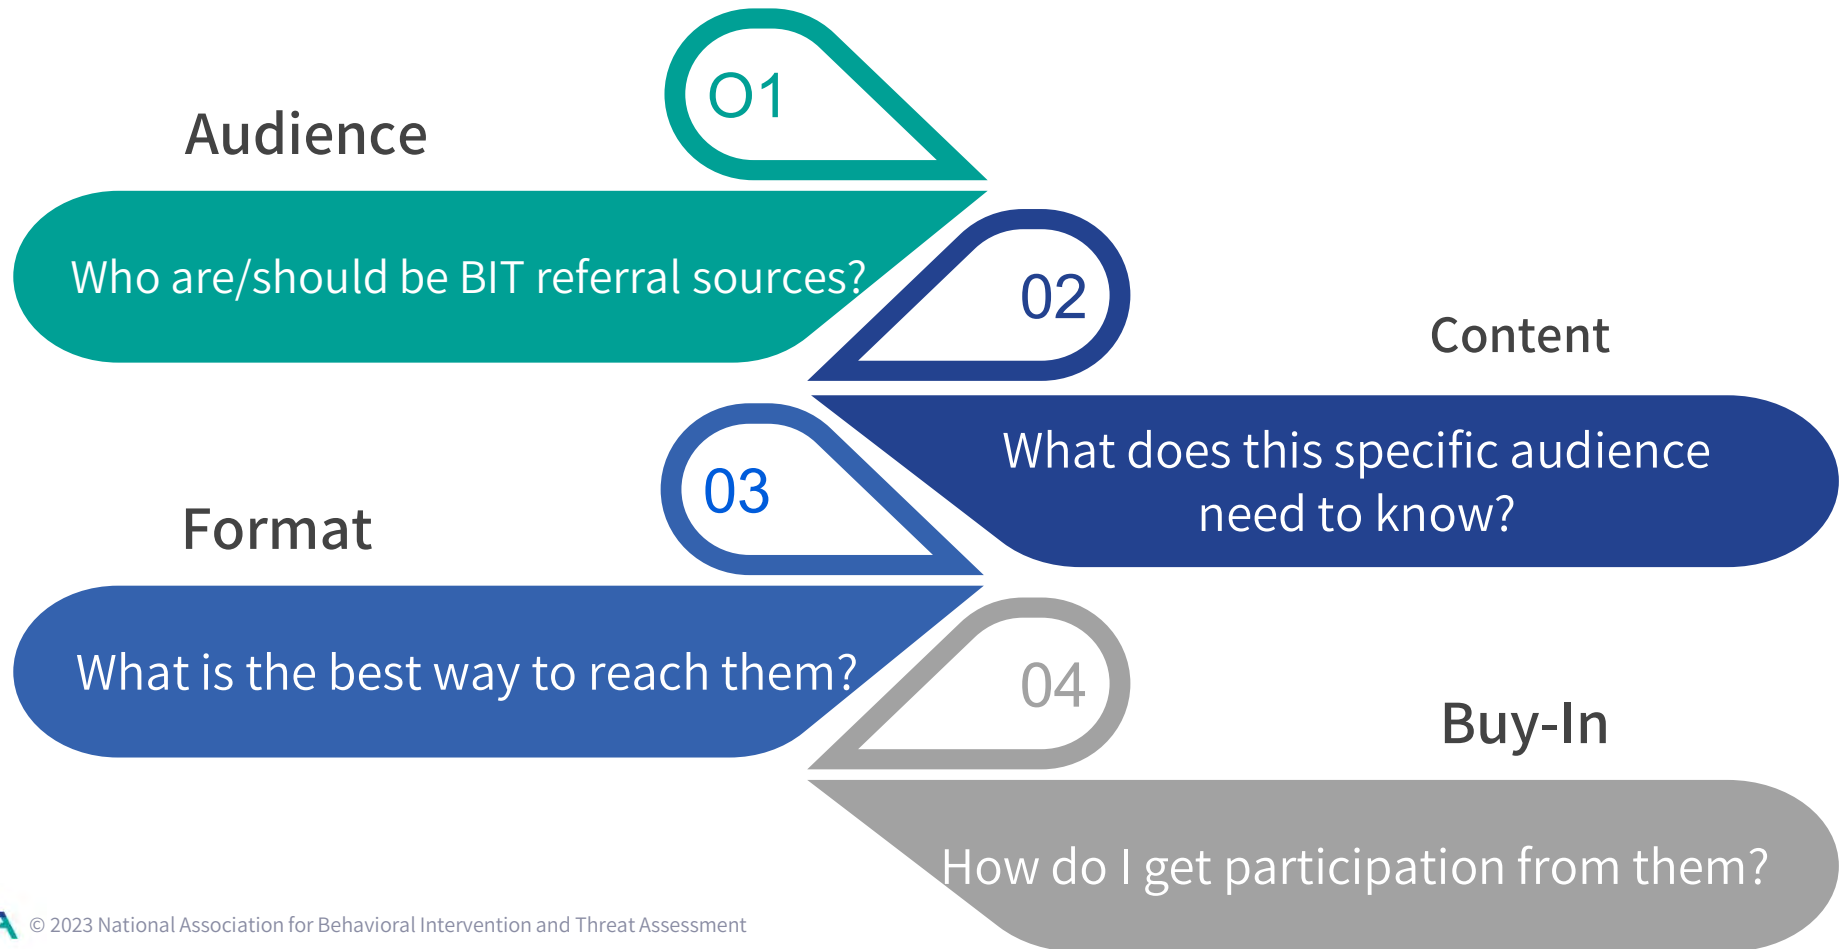 O1
Audience
Who are/should be BIT referral sources?
02
Content
What does this specific audience
need to know?
03
Format
What is the best way to reach them?
04
Buy-In
How do I get participation from them?
A © 2023 National Association for Behavioral Intervention and Threat Assessment